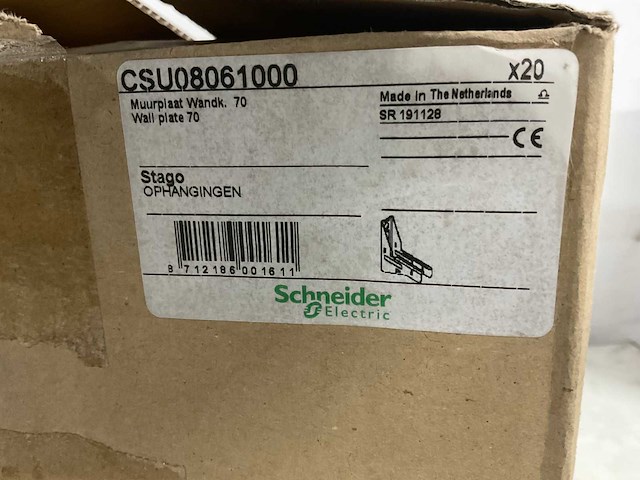 CSU08061000 x20
Muurplaat Wandk. 70
Wall plate 70
Made in The Netherlands
SR 191128
CE
Stago
OPHANGINGEN
8 712186 001611
Schneider
Electric